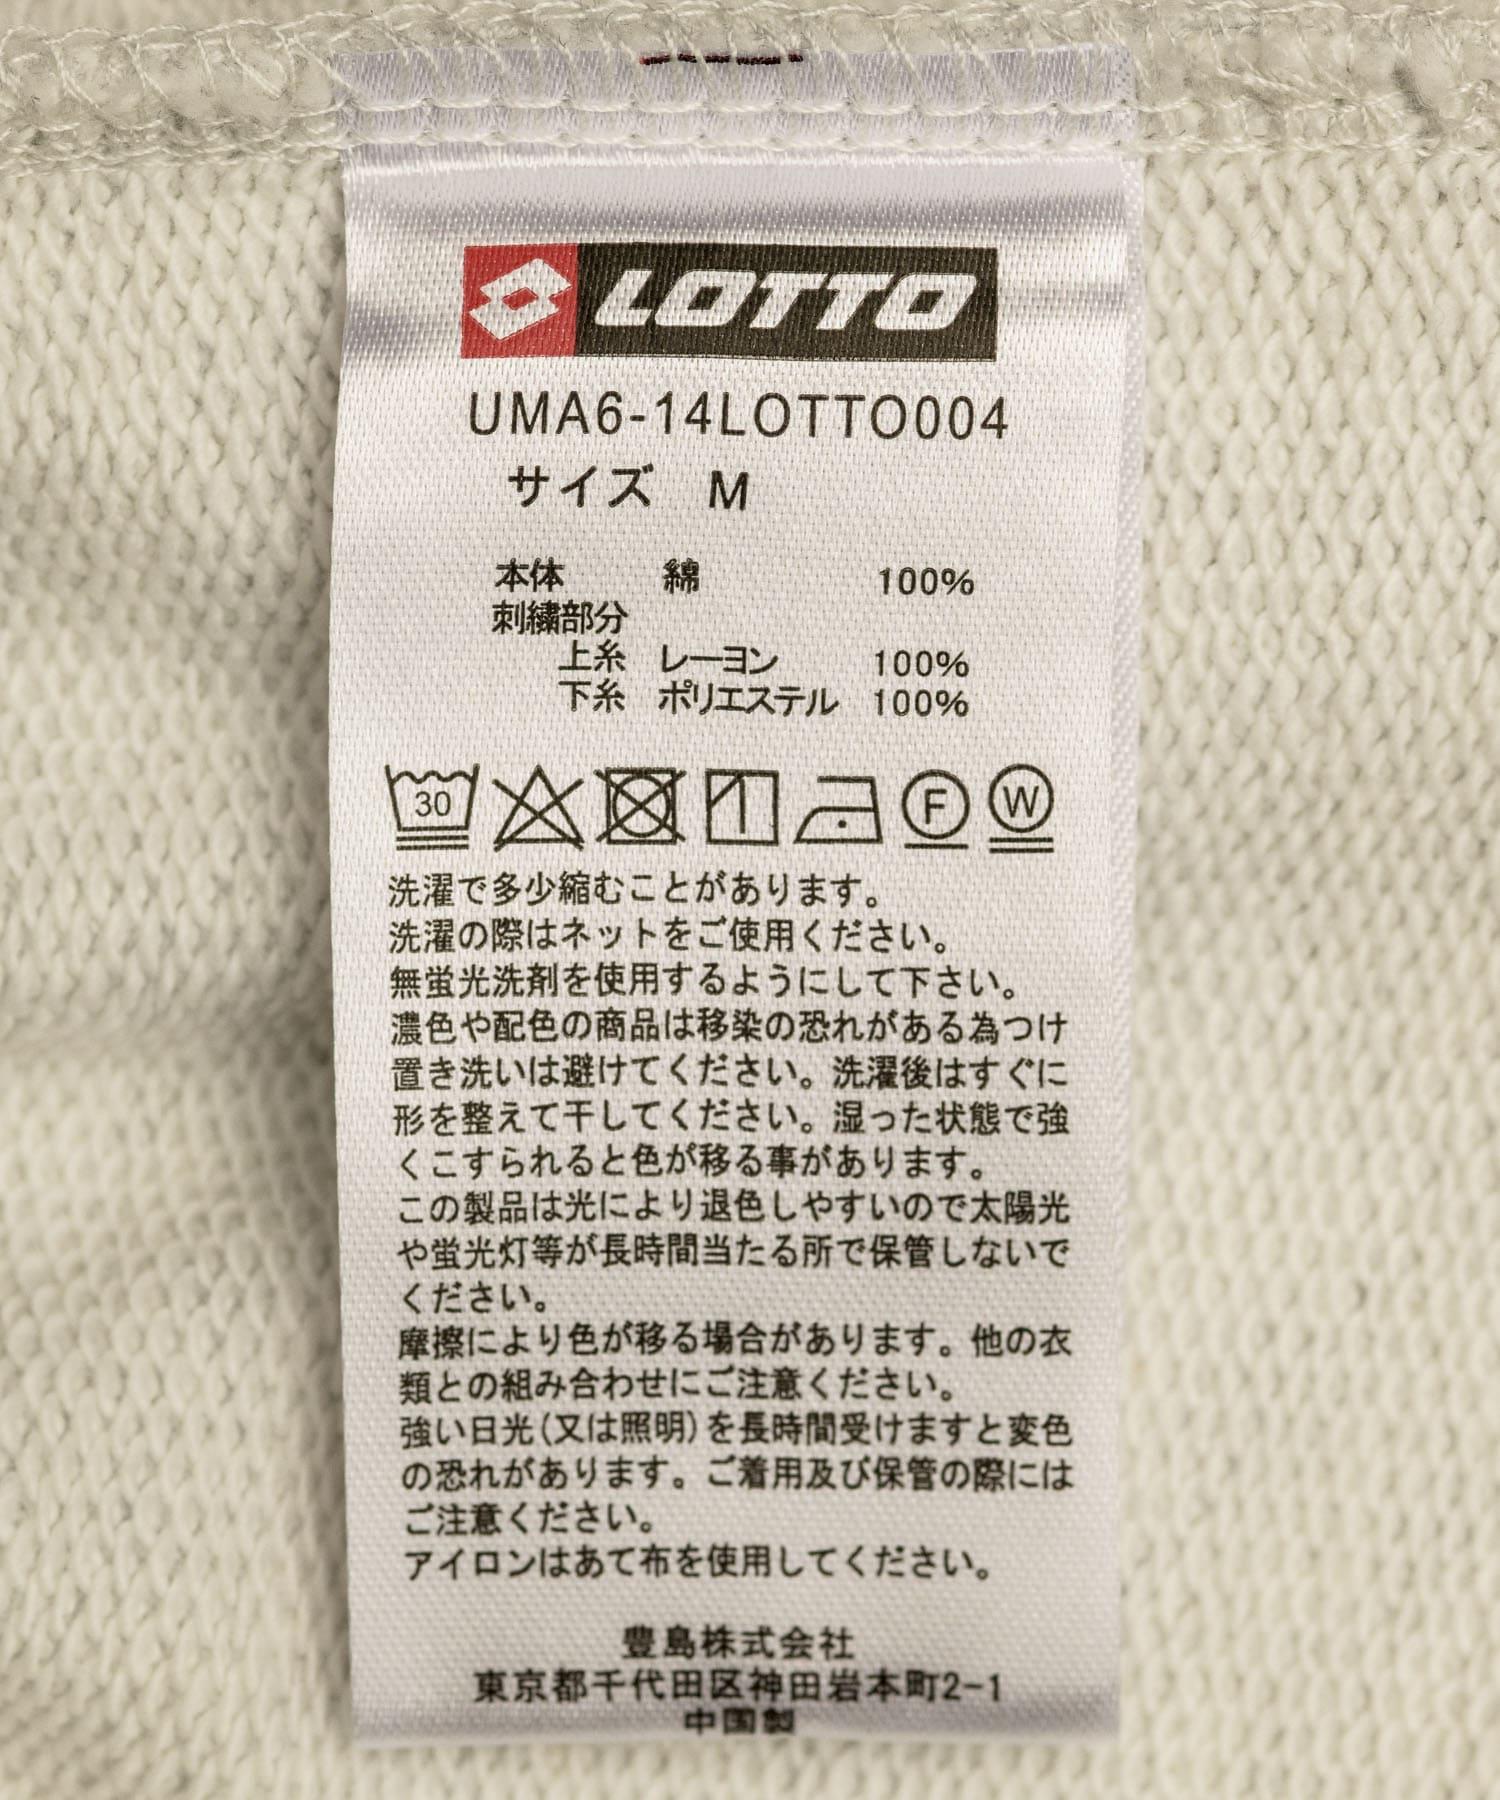 LOTTO
UMA6-14LOTTO004
サイズ M
本体 綿 100%
刺繍部分
上糸 レーヨン 100%
下糸 ポリエステル 100%
30 F W
洗濯で多少縮むことがあります。
洗濯の際はネットをご使用ください。
無蛍光洗剤を使用するようにして下さい。
濃色や配色の商品は移染の恐れがある為つけ
置き洗いは避けてください。洗濯後はすぐに
形を整えて干してください。湿った状態で強
くこすられると色が移る事があります。
この製品は光により退色しやすいので太陽光
や蛍光灯等が長時間当たる所で保管しないで
ください。
摩擦により色が移る場合があります。他の衣
類との組み合わせにご注意ください。
強い日光(又は照明)を長時間受けますと変色
の恐れがあります。ご着用及び保管の際には
ご注意ください。
アイロンはあて布を使用してください。
豊島株式会社
東京都千代田区神田岩本町2-1
中国製